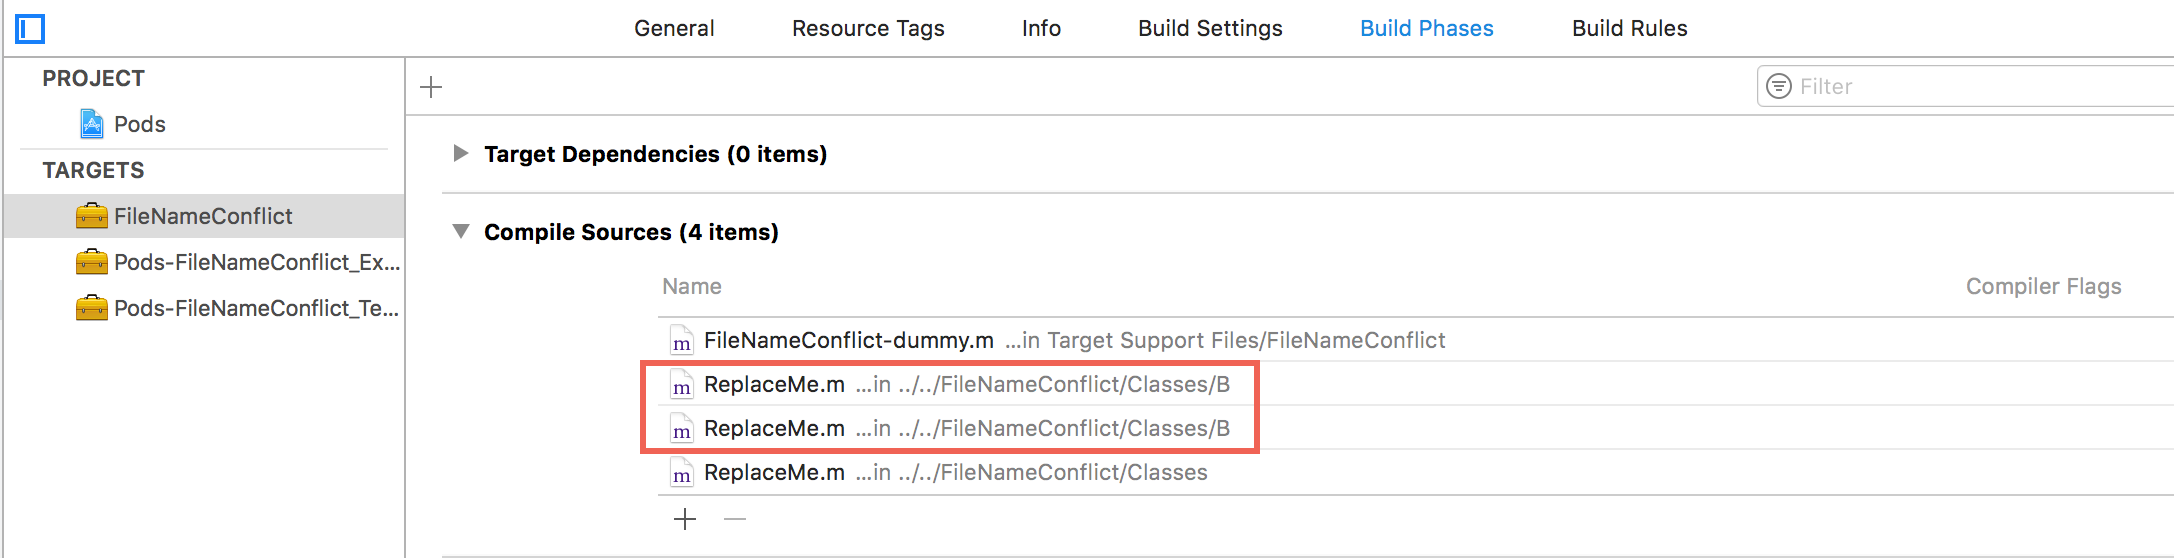 General Resource Tags Info Build Settings Build Phases Build Rules
PROJECT
Pods
TARGETS
FileNameConflict
Pods-FileNameConflict_Ex...
Pods-FileNameConflict_Te...
Filter
Target Dependencies (0 items)
Compile Sources (4 items)
Name Compiler Flags
m FileNameConflict-dummy.m ...in Target Support Files/FileNameConflict
m ReplaceMe.m ...in ../../FileNameConflict/Classes/B
m ReplaceMe.m ...in ../../FileNameConflict/Classes/B
m ReplaceMe.m ...in ../../FileNameConflict/Classes